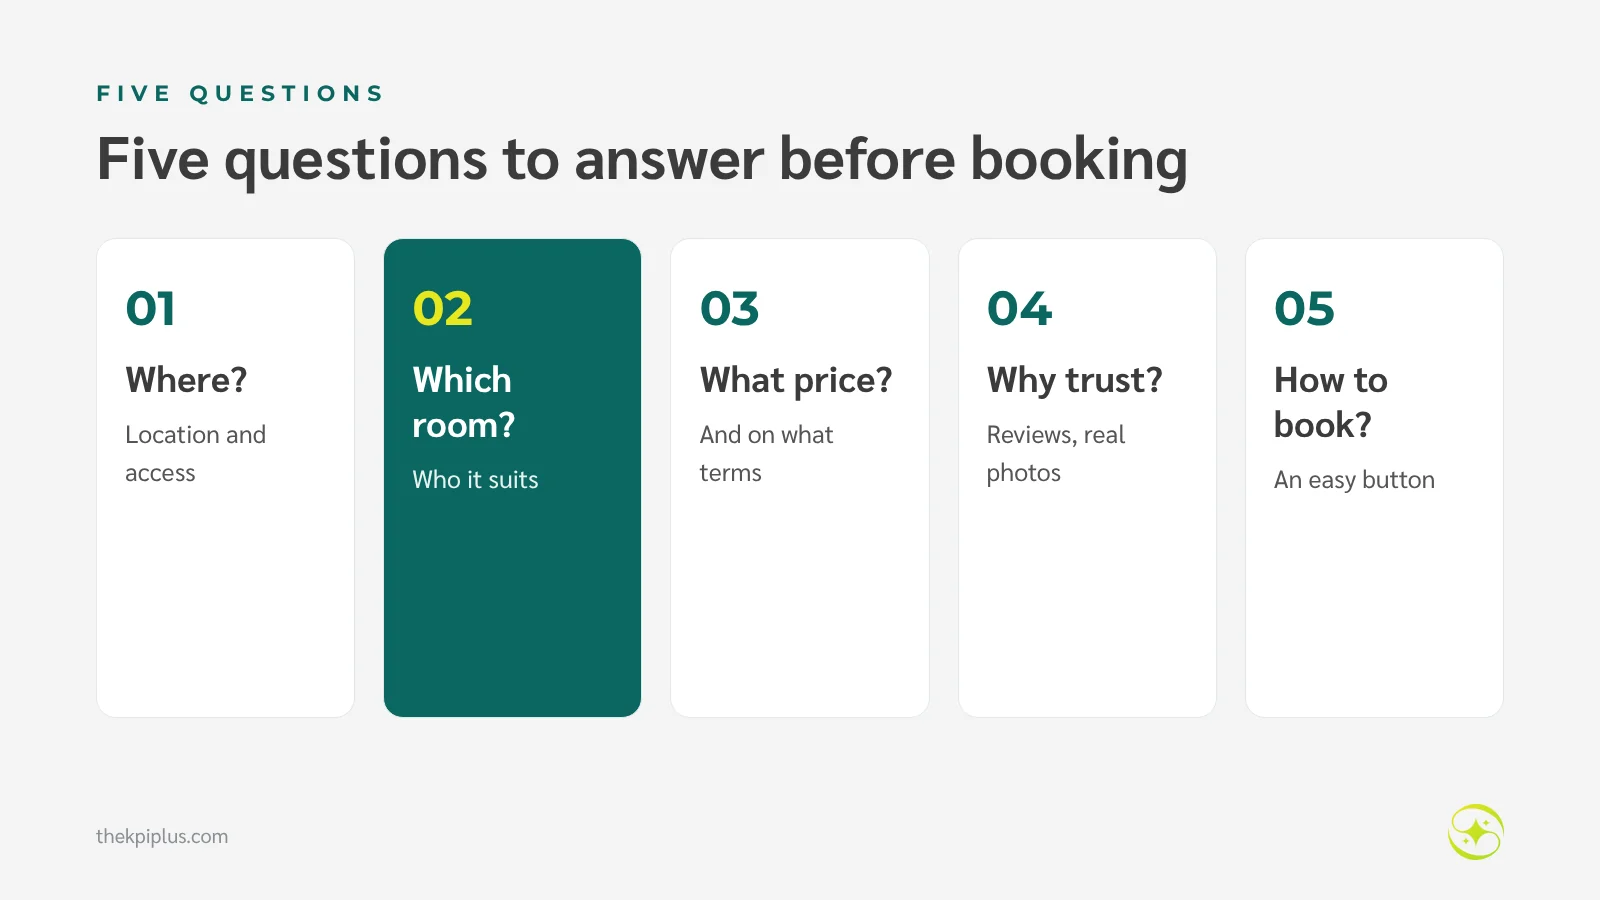 FIVE QUESTIONS
Five questions to answer before booking
01
Where?
Location and
access
02
Which
room?
Who it suits
03
What price?
And on what
terms
04
Why trust?
Reviews, real
photos
05
How to
book?
An easy button
thekpiplus.com